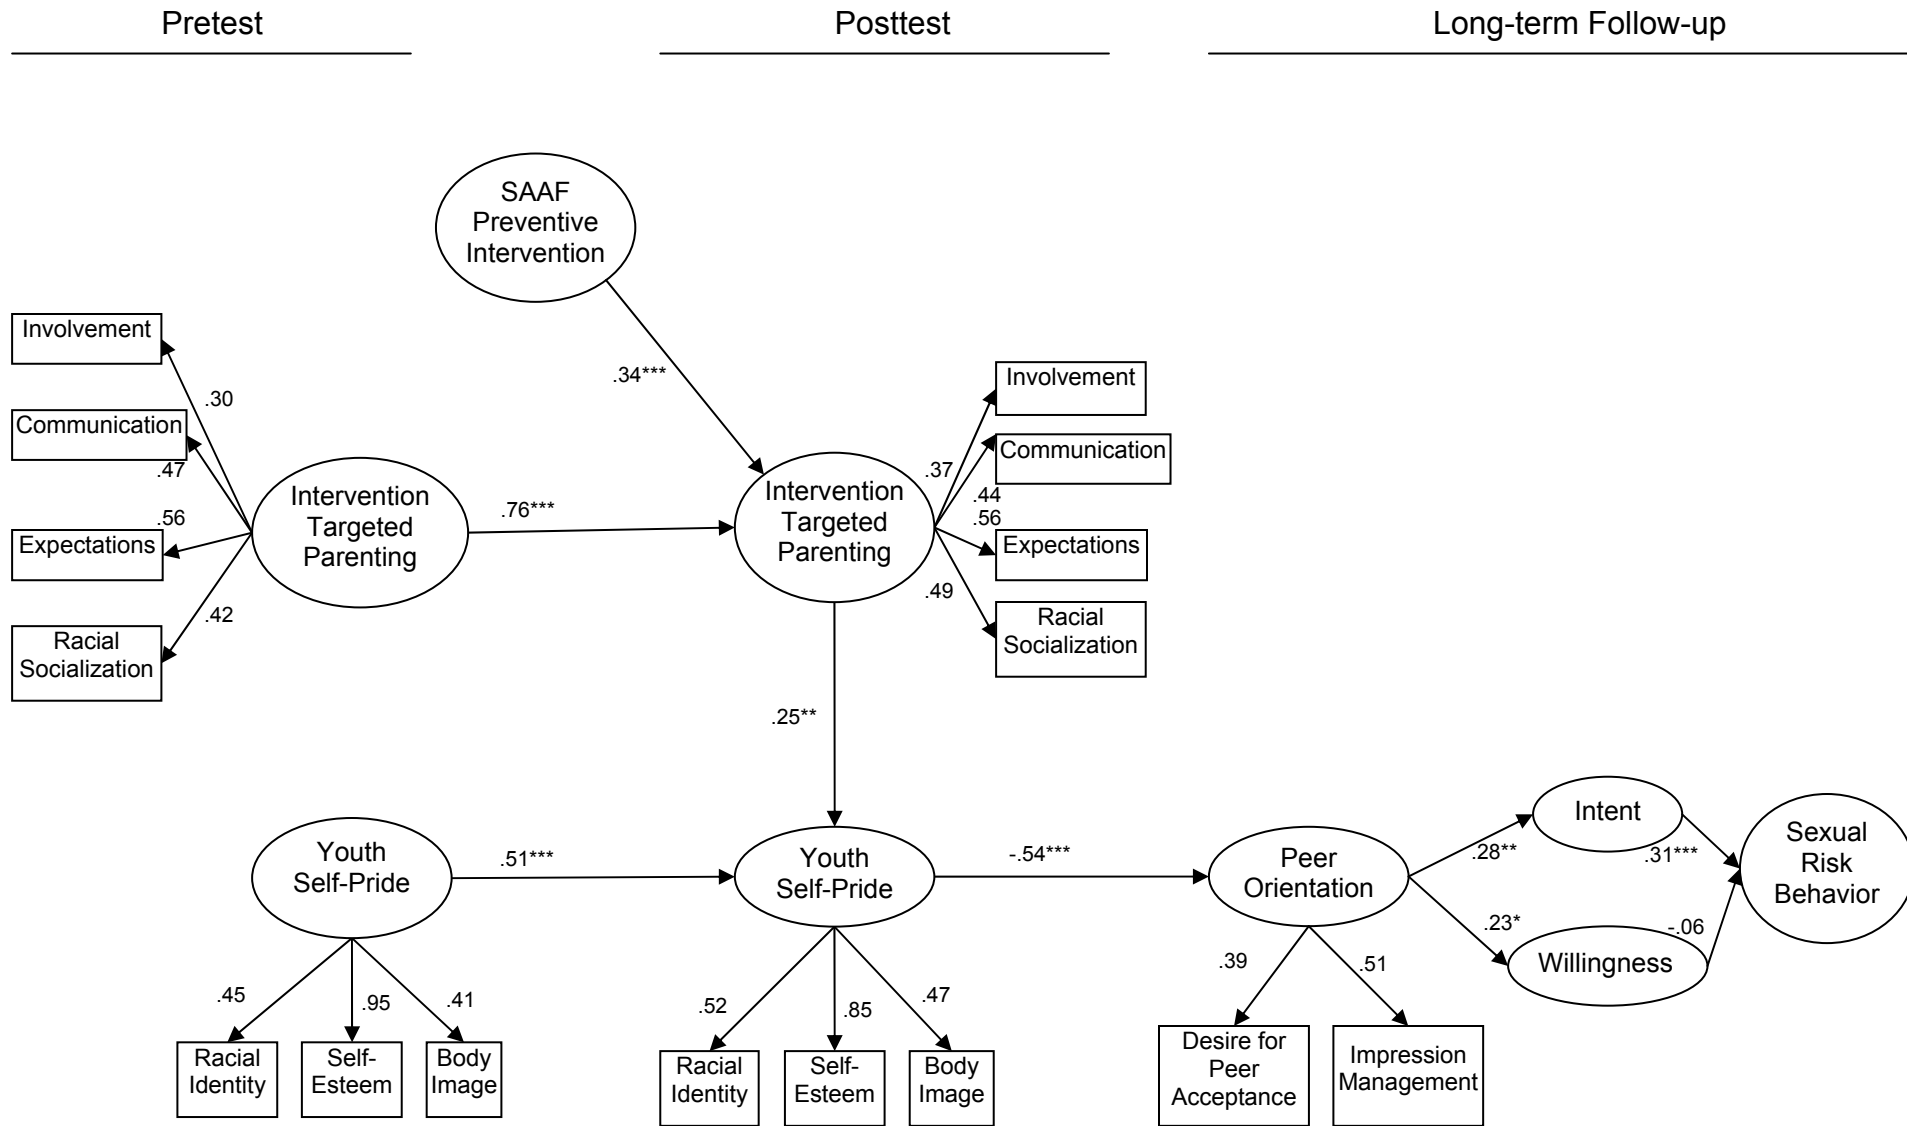 Pretest
Posttest
Long-term Follow-up
SAAF
Preventive
Intervention
Involvement
.30
Communication
.47
.56
Expectations
.42
Racial
Socialization
Intervention
Targeted
Parenting
.76***
.34***
Intervention
Targeted
Parenting
Involvement
.37
Communication
.44
.56
Expectations
.49
Racial
Socialization
.25**
Youth
Self-Pride
.51***
Youth
Self-Pride
-.54***
Peer
Orientation
.28**
Intent
.31***
.23*
Willingness
-.06
Sexual
Risk
Behavior
.45
.95
.41
Racial
Identity
Self-
Esteem
Body
Image
.52
.85
.47
Racial
Identity
Self-
Esteem
Body
Image
.39
.51
Desire for
Peer
Acceptance
Impression
Management